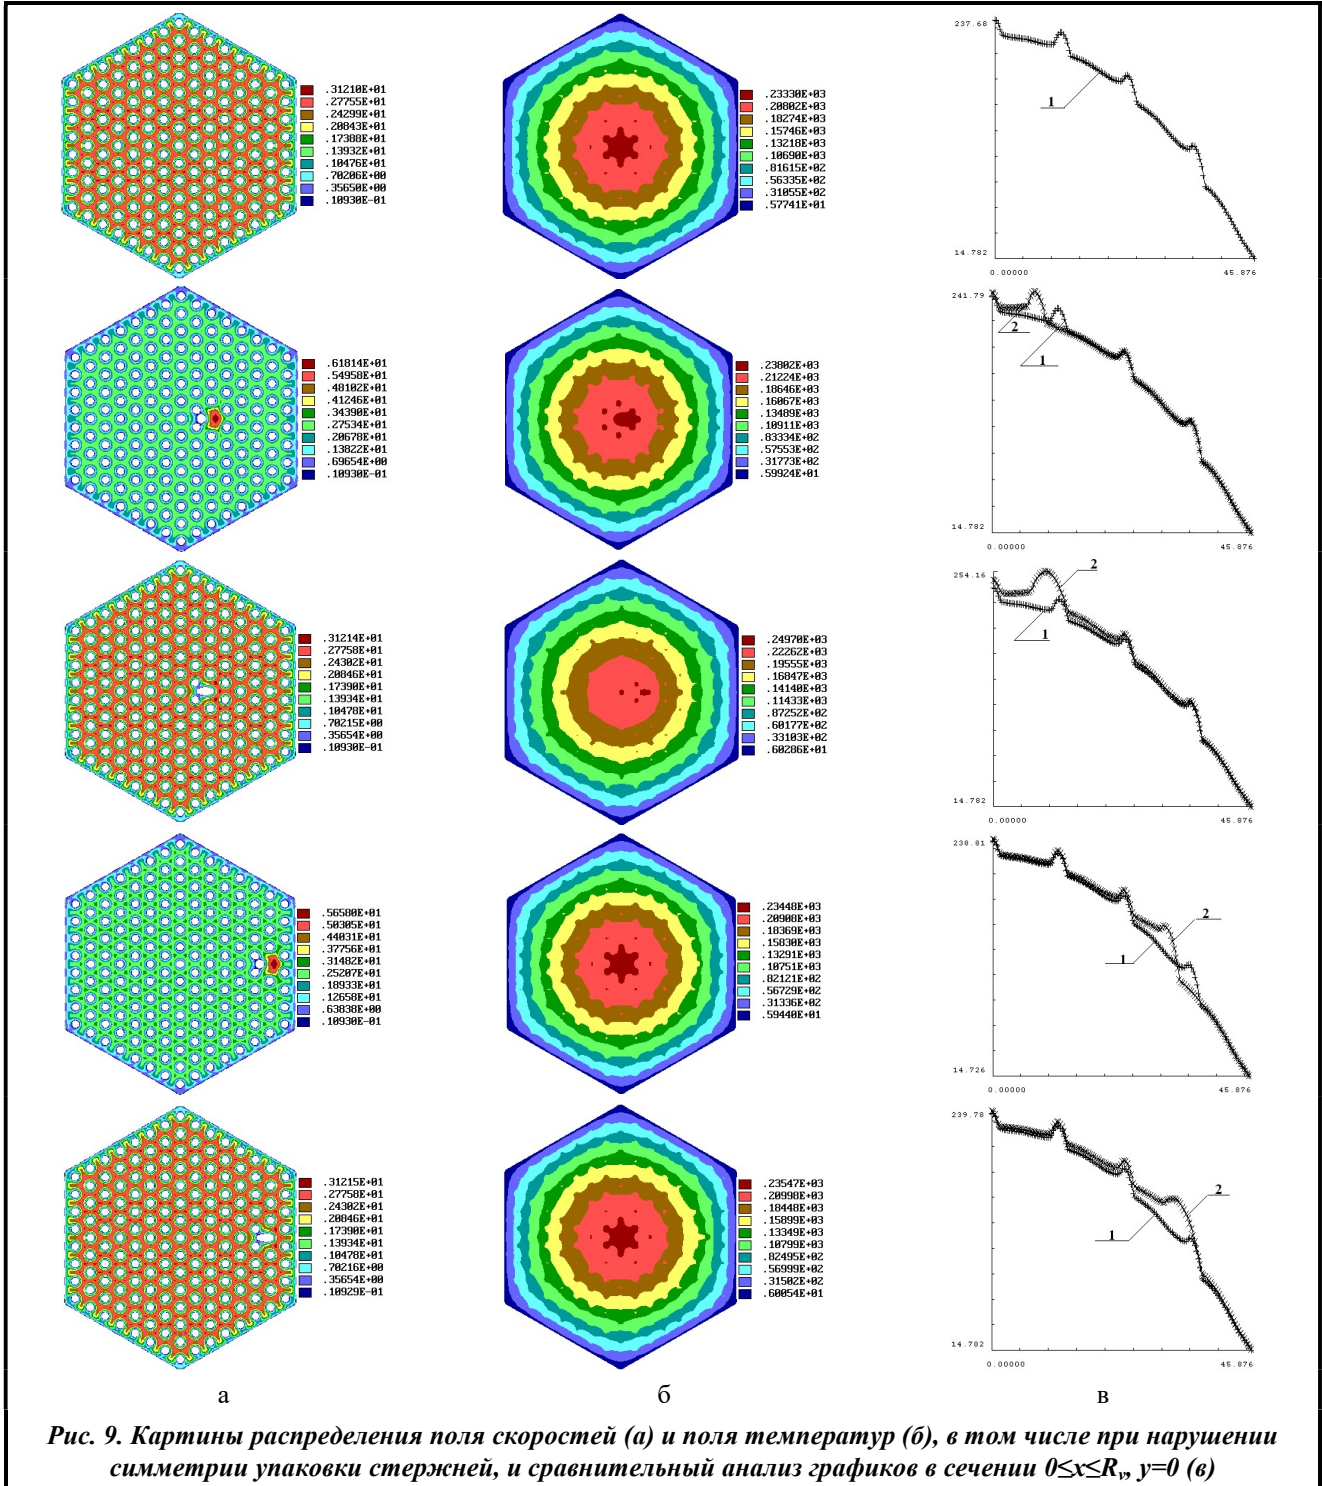 .31210E+01
.27755E+01
.24299E+01
.20843E+01
.17388E+01
.13932E+01
.10476E+01
.70206E+00
.35650E+00
.10930E-01
.23330E+03
.20802E+03
.18274E+03
.15746E+03
.13218E+03
.10690E+03
.81615E+02
.56335E+02
.31055E+02
.57741E+01
237.68
1
14.782
0.00000
45.876
.61814E+01
.54958E+01
.48102E+01
.41246E+01
.34390E+01
.27534E+01
.20678E+01
.13822E+01
.69654E+00
.10930E-01
.23802E+03
.21224E+03
.18646E+03
.16067E+03
.13489E+03
.10911E+03
.83334E+02
.57553E+02
.31773E+02
.59924E+01
241.79
2
1
14.782
0.00000
45.876
.31214E+01
.27758E+01
.24302E+01
.20846E+01
.17390E+01
.13934E+01
.10478E+01
.70215E+00
.35654E+00
.10930E-01
.24970E+03
.22262E+03
.19555E+03
.16847E+03
.14140E+03
.11433E+03
.87252E+02
.60177E+02
.33103E+02
.60286E+01
254.16
2
1
14.782
0.00000
45.876
.56580E+01
.50305E+01
.44031E+01
.37756E+01
.31482E+01
.25207E+01
.18933E+01
.12658E+01
.63838E+00
.10930E-01
.23448E+03
.20908E+03
.18369E+03
.15830E+03
.13291E+03
.10751E+03
.82121E+02
.56729E+02
.31336E+02
.59440E+01
238.81
2
1
14.726
0.00000
45.876
.31215E+01
.27758E+01
.24302E+01
.20846E+01
.17390E+01
.13934E+01
.10478E+01
.70216E+00
.35654E+00
.10929E-01
.23547E+03
.20998E+03
.18448E+03
.15899E+03
.13349E+03
.10799E+03
.82495E+02
.56999E+02
.31502E+02
.60054E+01
239.78
2
1
14.782
0.00000
45.876
а
б
в
Рис. 9. Картины распределения поля скоростей (а) и поля температур (б), в том числе при нарушении
симметрии упаковки стержней, и сравнительный анализ графиков в сечении 0≤x≤Rᵥ, y=0 (в)